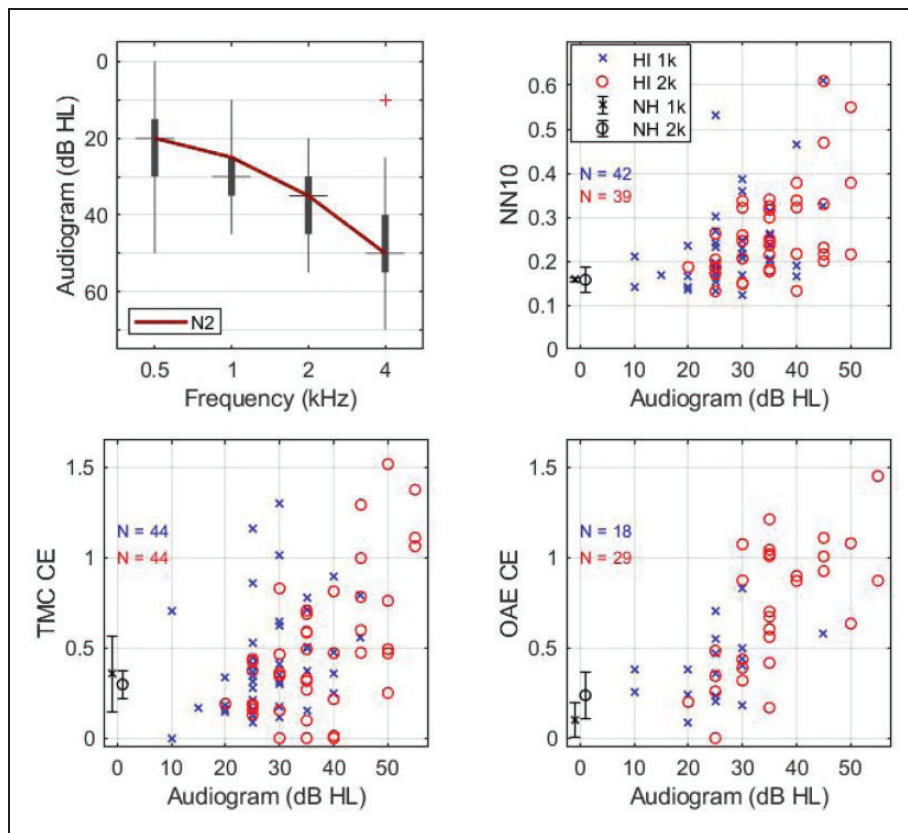 Audiogram (dB HL)
0
20
40
60
N2
0.5 1 2 4
Frequency (kHz)
NN10
0.6
0.5
0.4
0.3
0.2
0.1
0
HI 1k
HI 2k
NH 1k
NH 2k
N = 42
N = 39
0 10 20 30 40 50
Audiogram (dB HL)
TMC CE
1.5
1
0.5
0
N = 44
N = 44
0 10 20 30 40 50
Audiogram (dB HL)
OAE CE
1.5
1
0.5
0
N = 18
N = 29
0 10 20 30 40 50
Audiogram (dB HL)